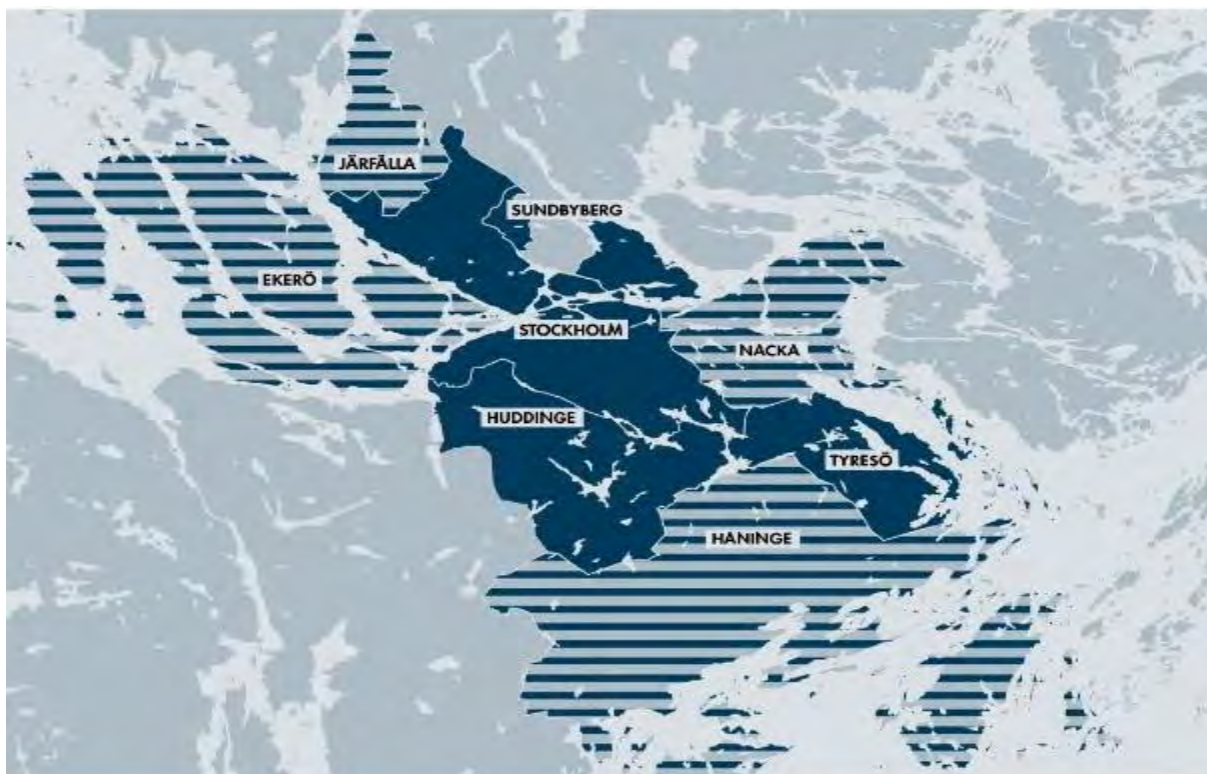 JÄRFÄLLA
SUNDBYBERG
EKERÖ
STOCKHOLM
NACKA
HUDDINGE
TYRESÖ
HANINGE